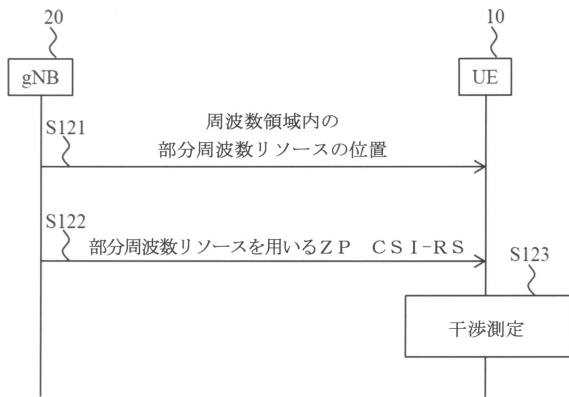 20
10
gNB
UE
S121
周波数領域内の
部分周波数リソースの位置
S122
部分周波数リソースを用いるＺＰ　ＣＳＩ-RS
S123
干渉測定